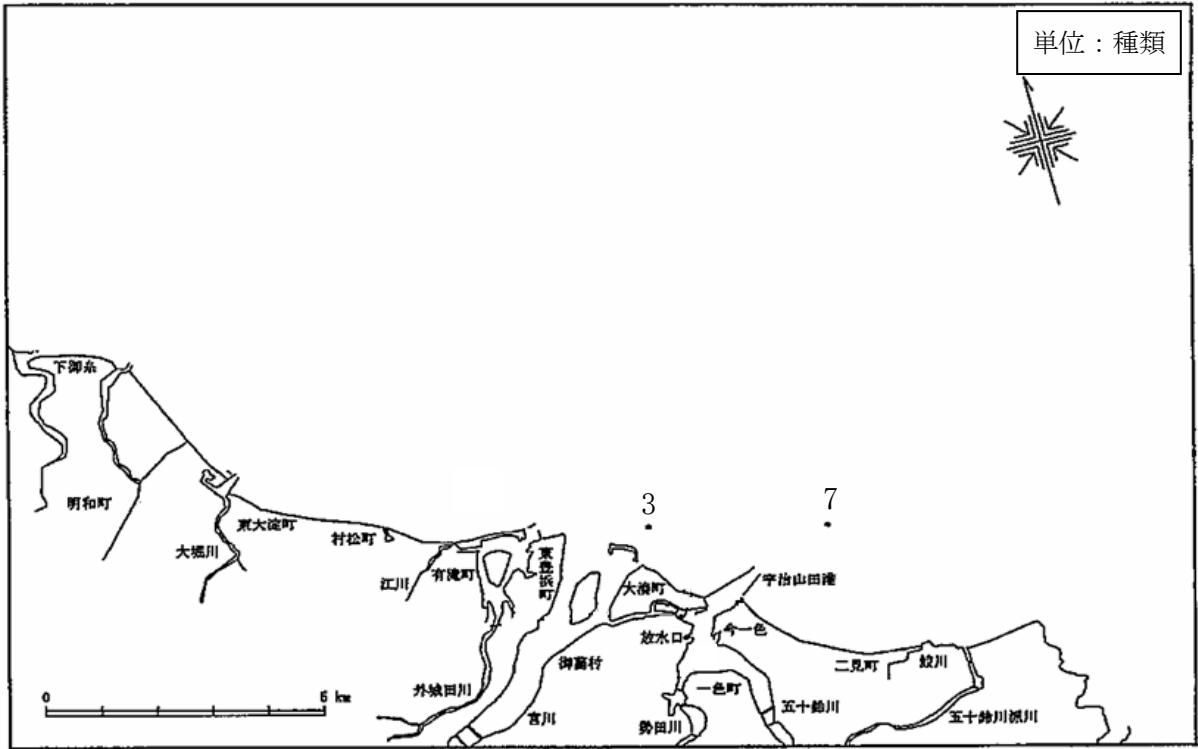 単位：種類
下御糸
明和町
大堀川
東大淀町
村松町
江川
有滝町
東豊浜町
3
7
大湊町
宇治山田港
放水口
今一色
御薗村
二見町
鮫川
外城田川
宮川
一色町
勢田川
五十鈴川
五十鈴川派川
0
6 km